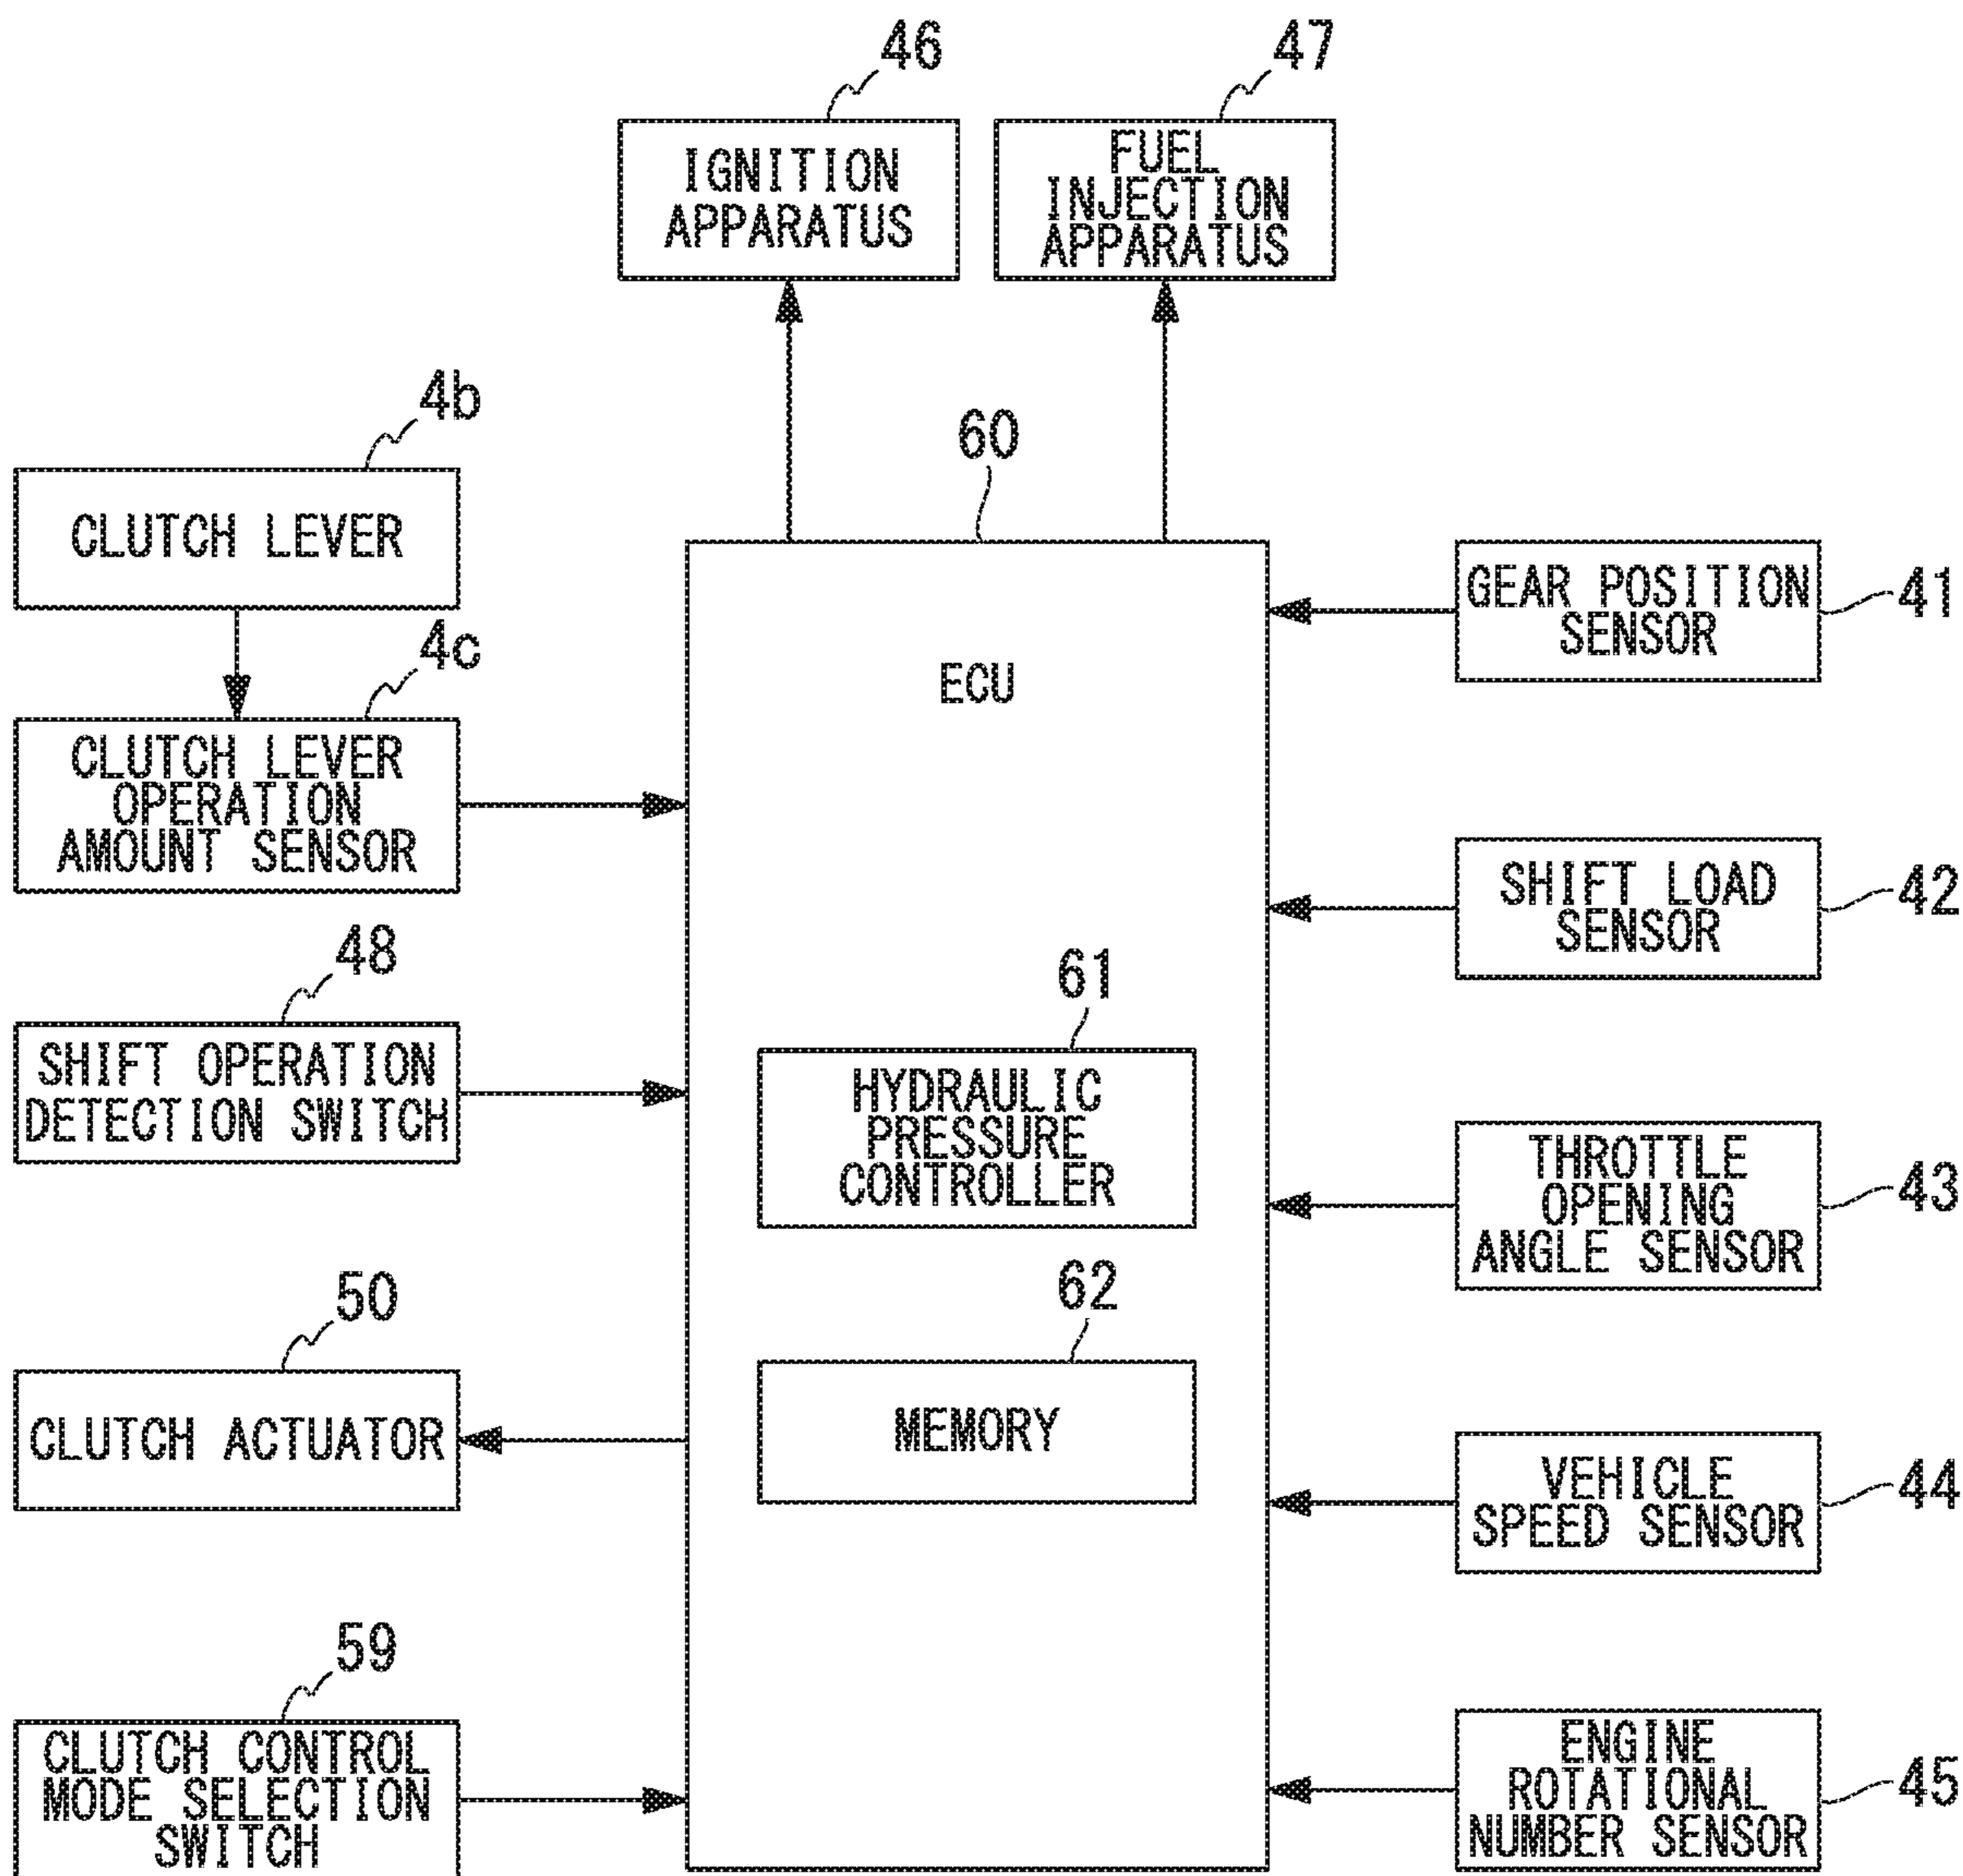 46
47
IGNITION
APPARATUS
FUEL
INJECTION
APPARATUS
4b
60
CLUTCH LEVER
4c
CLUTCH LEVER
OPERATION
AMOUNT SENSOR
48
SHIFT OPERATION
DETECTION SWITCH
50
CLUTCH ACTUATOR
59
CLUTCH CONTROL
MODE SELECTION
SWITCH
ECU
61
HYDRAULIC
PRESSURE
CONTROLLER
62
MEMORY
GEAR POSITION
SENSOR
41
SHIFT LOAD
SENSOR
42
THROTTLE
OPENING
ANGLE SENSOR
43
VEHICLE
SPEED SENSOR
44
ENGINE
ROTATIONAL
NUMBER SENSOR
45